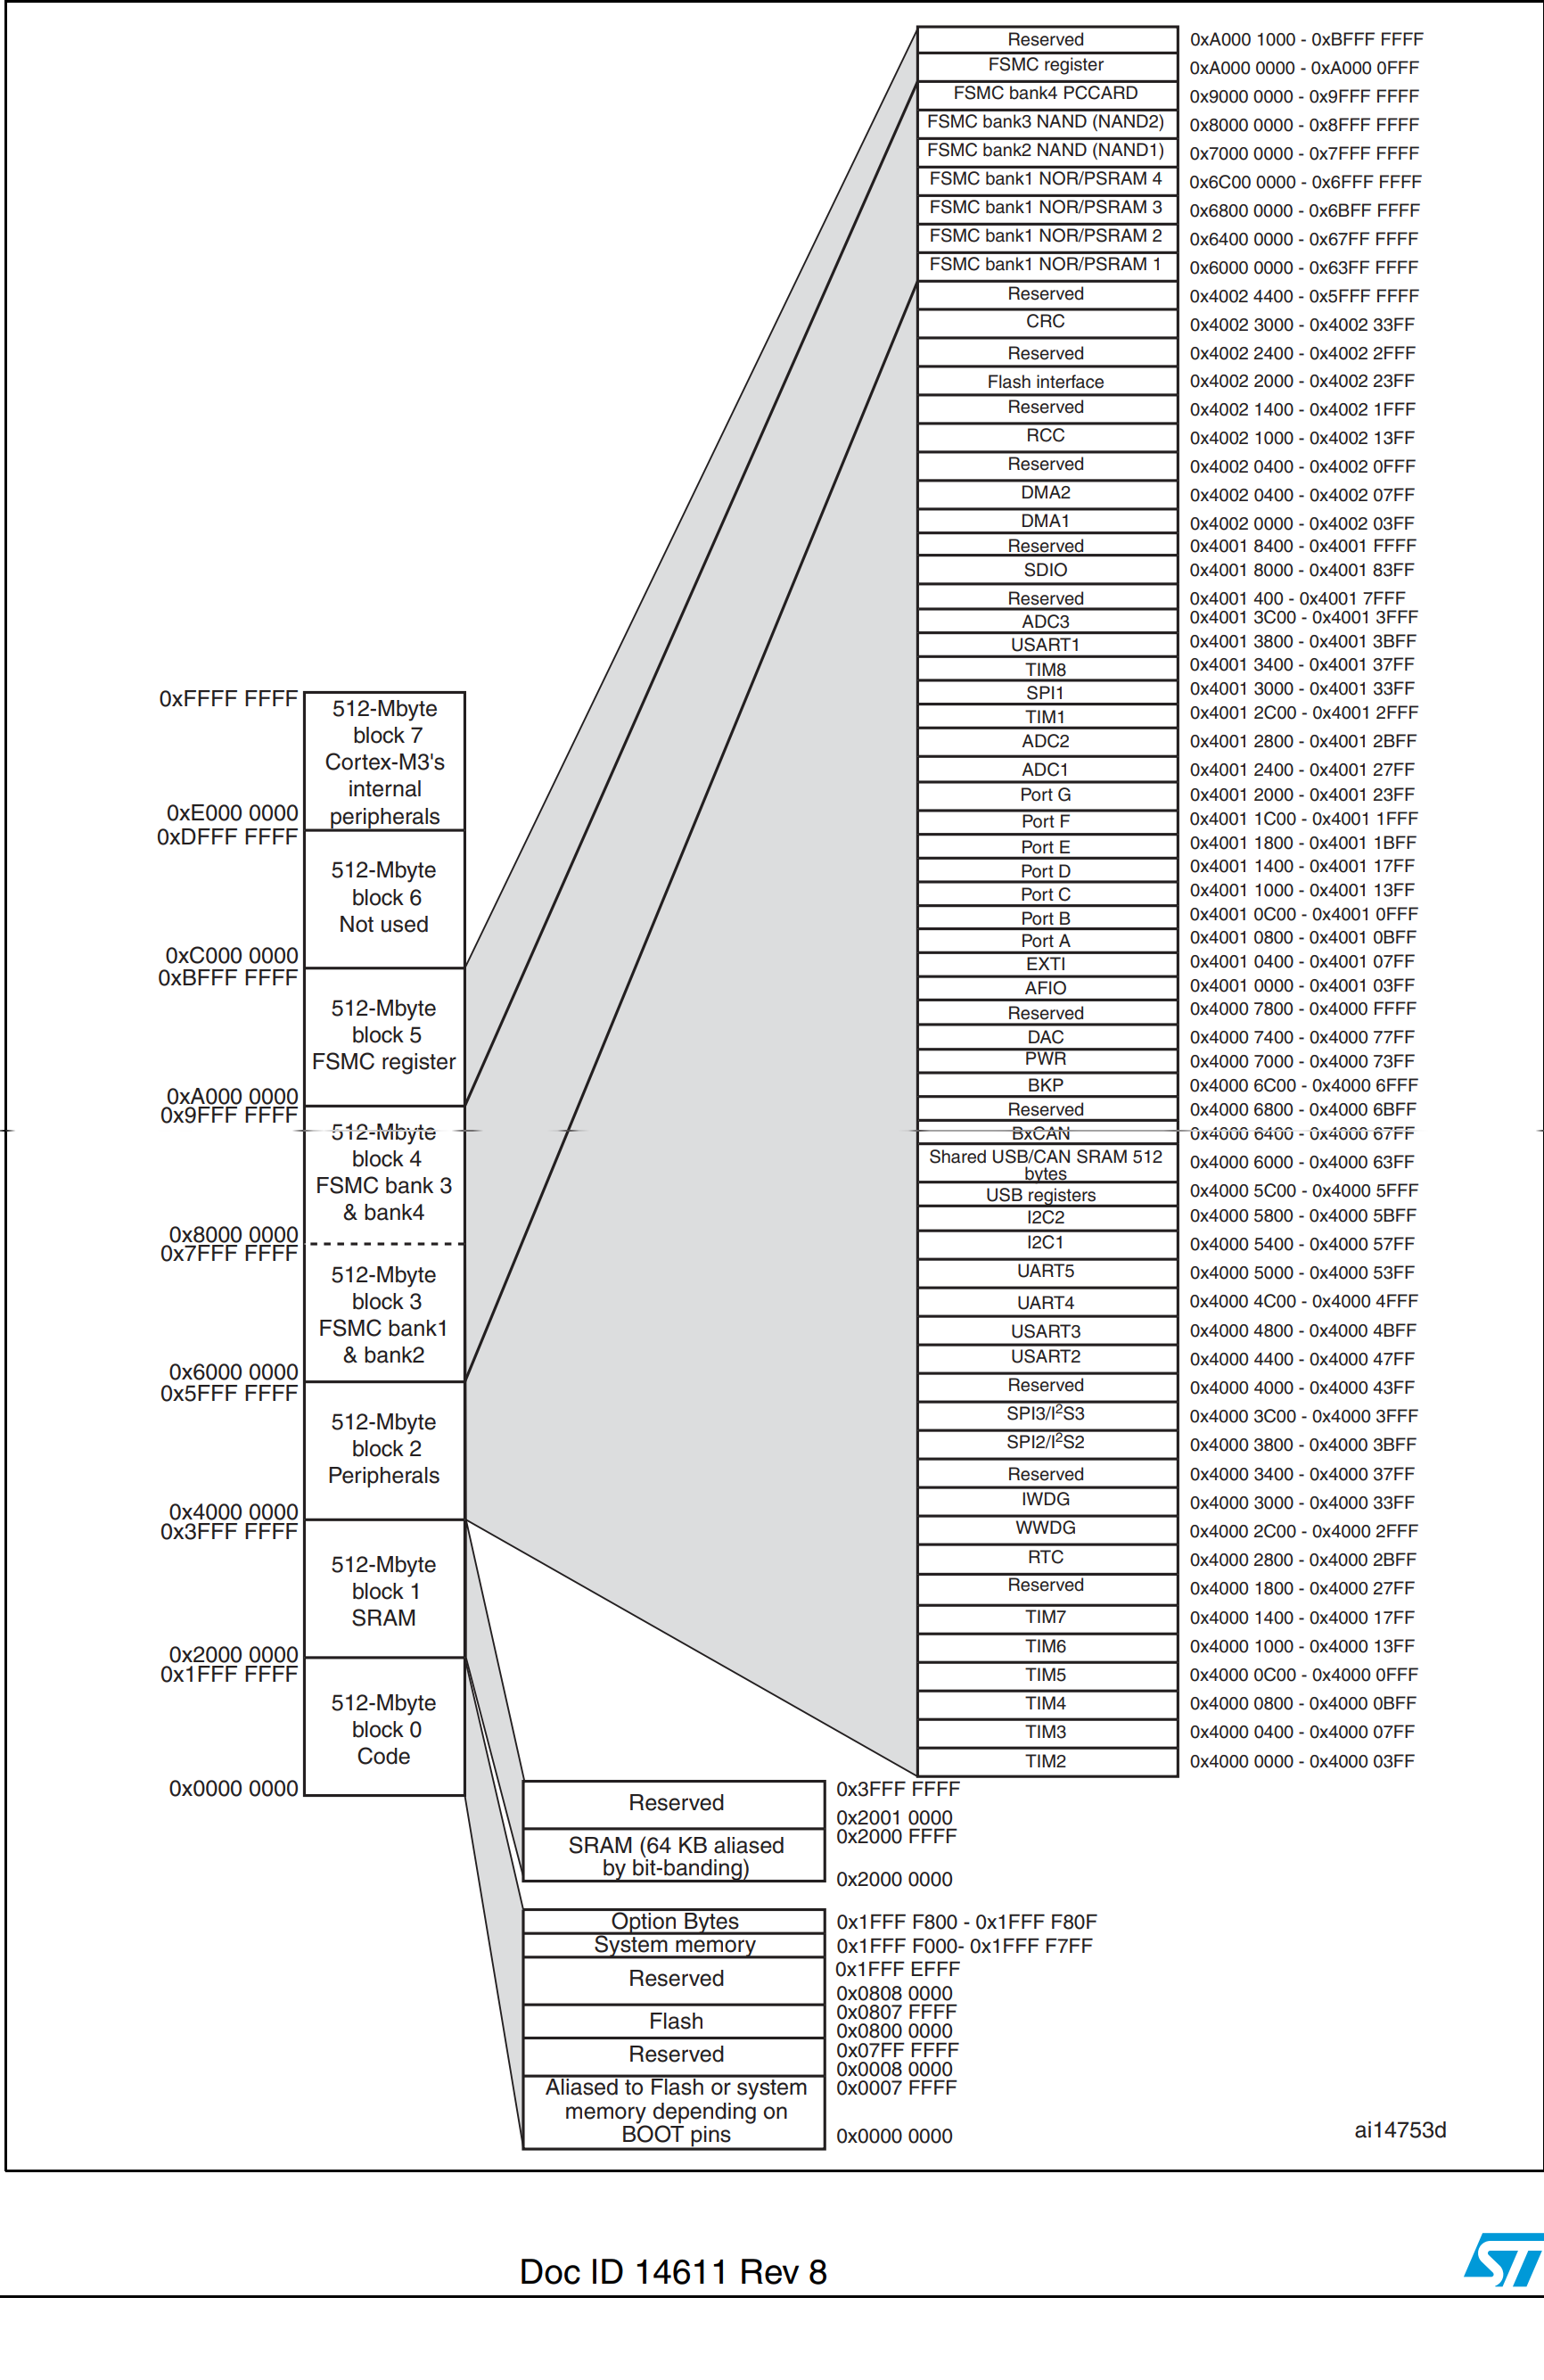 Reserved 0xA000 1000 - 0xBFFF FFFF
FSMC register 0xA000 0000 - 0xA000 0FFF
FSMC bank4 PCCARD 0x9000 0000 - 0x9FFF FFFF
FSMC bank3 NAND (NAND2) 0x8000 0000 - 0x8FFF FFFF
FSMC bank2 NAND (NAND1) 0x7000 0000 - 0x7FFF FFFF
FSMC bank1 NOR/PSRAM 4 0x6C00 0000 - 0x6FFF FFFF
FSMC bank1 NOR/PSRAM 3 0x6800 0000 - 0x6BFF FFFF
FSMC bank1 NOR/PSRAM 2 0x6400 0000 - 0x67FF FFFF
FSMC bank1 NOR/PSRAM 1 0x6000 0000 - 0x63FF FFFF
Reserved 0x4002 4400 - 0x5FFF FFFF
CRC 0x4002 3000 - 0x4002 33FF
Reserved 0x4002 2400 - 0x4002 2FFF
Flash interface 0x4002 2000 - 0x4002 23FF
Reserved 0x4002 1400 - 0x4002 1FFF
RCC 0x4002 1000 - 0x4002 13FF
Reserved 0x4002 0400 - 0x4002 0FFF
DMA2 0x4002 0400 - 0x4002 07FF
DMA1 0x4002 0000 - 0x4002 03FF
Reserved 0x4001 8400 - 0x4001 FFFF
SDIO 0x4001 8000 - 0x4001 83FF
Reserved 0x4001 400 - 0x4001 7FFF
ADC3 0x4001 3C00 - 0x4001 3FFF
USART1 0x4001 3800 - 0x4001 3BFF
TIM8 0x4001 3400 - 0x4001 37FF
SPI1 0x4001 3000 - 0x4001 33FF
TIM1 0x4001 2C00 - 0x4001 2FFF
ADC2 0x4001 2800 - 0x4001 2BFF
ADC1 0x4001 2400 - 0x4001 27FF
Port G 0x4001 2000 - 0x4001 23FF
Port F 0x4001 1C00 - 0x4001 1FFF
Port E 0x4001 1800 - 0x4001 1BFF
Port D 0x4001 1400 - 0x4001 17FF
Port C 0x4001 1000 - 0x4001 13FF
Port B 0x4001 0C00 - 0x4001 0FFF
Port A 0x4001 0800 - 0x4001 0BFF
EXTI 0x4001 0400 - 0x4001 07FF
AFIO 0x4001 0000 - 0x4001 03FF
Reserved 0x4000 7800 - 0x4000 FFFF
DAC 0x4000 7400 - 0x4000 77FF
PWR 0x4000 7000 - 0x4000 73FF
BKP 0x4000 6C00 - 0x4000 6FFF
Reserved 0x4000 6800 - 0x4000 6BFF
BxCAN 0x4000 6400 - 0x4000 67FF
Shared USB/CAN SRAM 512
bytes 0x4000 6000 - 0x4000 63FF
USB registers 0x4000 5C00 - 0x4000 5FFF
I2C2 0x4000 5800 - 0x4000 5BFF
I2C1 0x4000 5400 - 0x4000 57FF
UART5 0x4000 5000 - 0x4000 53FF
UART4 0x4000 4C00 - 0x4000 4FFF
USART3 0x4000 4800 - 0x4000 4BFF
USART2 0x4000 4400 - 0x4000 47FF
Reserved 0x4000 4000 - 0x4000 43FF
SPI3/I²S3 0x4000 3C00 - 0x4000 3FFF
SPI2/I²S2 0x4000 3800 - 0x4000 3BFF
Reserved 0x4000 3400 - 0x4000 37FF
IWDG 0x4000 3000 - 0x4000 33FF
WWDG 0x4000 2C00 - 0x4000 2FFF
RTC 0x4000 2800 - 0x4000 2BFF
Reserved 0x4000 1800 - 0x4000 27FF
TIM7 0x4000 1400 - 0x4000 17FF
TIM6 0x4000 1000 - 0x4000 13FF
TIM5 0x4000 0C00 - 0x4000 0FFF
TIM4 0x4000 0800 - 0x4000 0BFF
TIM3 0x4000 0400 - 0x4000 07FF
TIM2 0x4000 0000 - 0x4000 03FF
0xFFFF FFFF
512-Mbyte
block 7
Cortex-M3's
internal
peripherals
0xE000 0000
0xDFFF FFFF
512-Mbyte
block 6
Not used
0xC000 0000
0xBFFF FFFF
512-Mbyte
block 5
FSMC register
0xA000 0000
0x9FFF FFFF
512-Mbyte
block 4
FSMC bank 3
& bank4
0x8000 0000
0x7FFF FFFF
512-Mbyte
block 3
FSMC bank1
& bank2
0x6000 0000
0x5FFF FFFF
512-Mbyte
block 2
Peripherals
0x4000 0000
0x3FFF FFFF
512-Mbyte
block 1
SRAM
0x2000 0000
0x1FFF FFFF
512-Mbyte
block 0
Code
0x0000 0000
0x3FFF FFFF
Reserved
0x2001 0000
0x2000 FFFF
SRAM (64 KB aliased
by bit-banding)
0x2000 0000
Option Bytes 0x1FFF F800 - 0x1FFF F80F
System memory 0x1FFF F000- 0x1FFF F7FF
0x1FFF EFFF
Reserved
0x0808 0000
0x0807 FFFF
Flash
0x0800 0000
0x07FF FFFF
Reserved
0x0008 0000
0x0007 FFFF
Aliased to Flash or system
memory depending on
BOOT pins
0x0000 0000
ai14753d
Doc ID 14611 Rev 8
ST